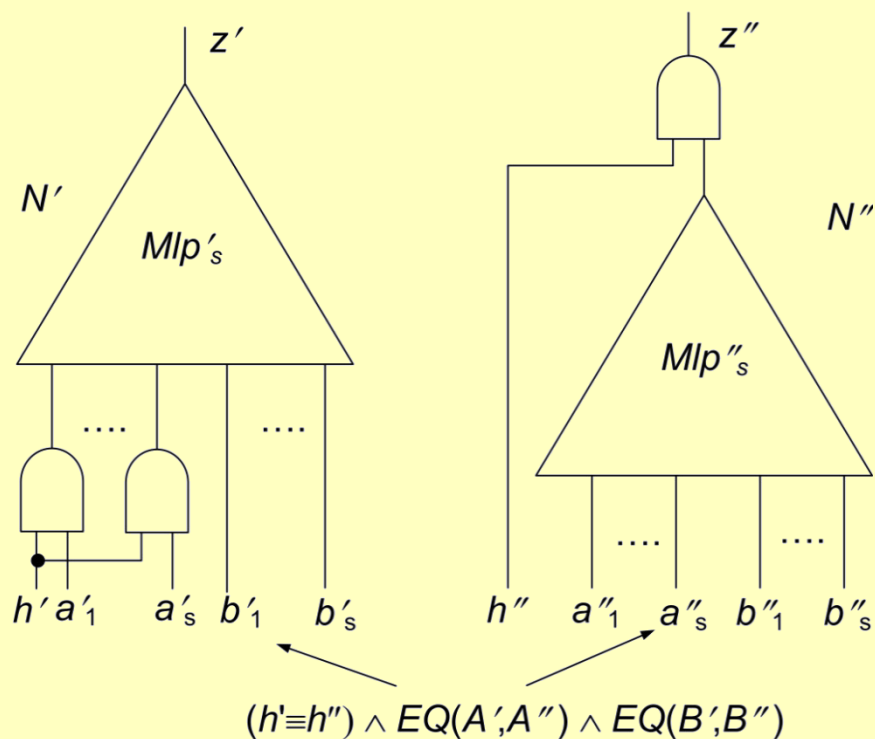 z′ z″
N′ N″
Mlp′s
Mlp″s
.... ....
.... ....
h′ a′1 a′s b′1 b′s h″ a″1 a″s b″1 b″s
(h'≡h″) ∧ EQ(A′,A″) ∧ EQ(B′,B″)